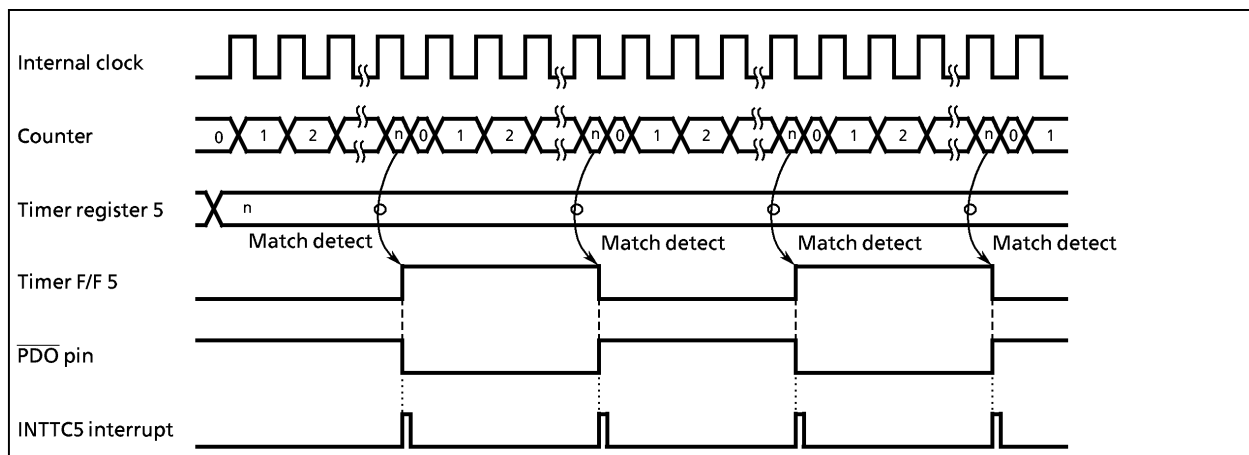 Internal clock
Counter
0 1 2 n 0 1 2 n 0 1 2 n 0 1 2 n 0 1
Timer register 5
n
Match detect Match detect Match detect Match detect
Timer F/F 5
PDO pin
INTTC5 interrupt